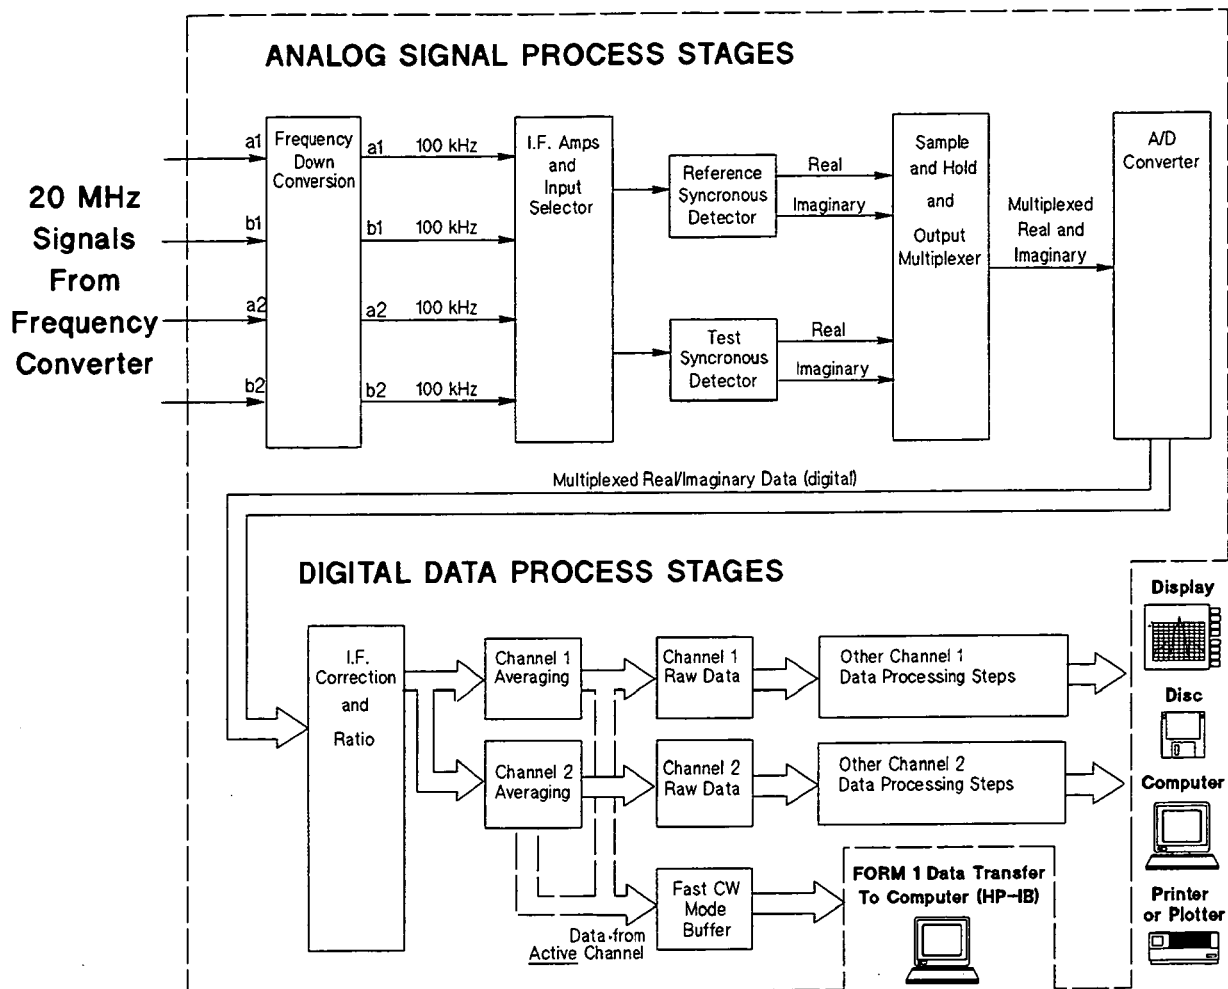 ANALOG SIGNAL PROCESS STAGES
20 MHz
Signals
From
Frequency
Converter
a1
b1
a2
b2
Frequency
Down
Conversion
a1
100 kHz
b1
100 kHz
a2
100 kHz
b2
100 kHz
I.F. Amps
and
Input
Selector
Reference
Syncronous
Detector
Real
Imaginary
Test
Syncronous
Detector
Real
Imaginary
Sample
and Hold
and
Output
Multiplexer
Multiplexed
Real and
Imaginary
A/D
Converter
Multiplexed Real/Imaginary Data (digital)
DIGITAL DATA PROCESS STAGES
I.F.
Correction
and
Ratio
Channel 1
Averaging
Channel 1
Raw Data
Other Channel 1
Data Processing Steps
Channel 2
Averaging
Channel 2
Raw Data
Other Channel 2
Data Processing Steps
Data from
Active Channel
Fast CW
Mode
Buffer
FORM 1 Data Transfer
To Computer (HP-IB)
Display
Disc
Computer
Printer
or Plotter